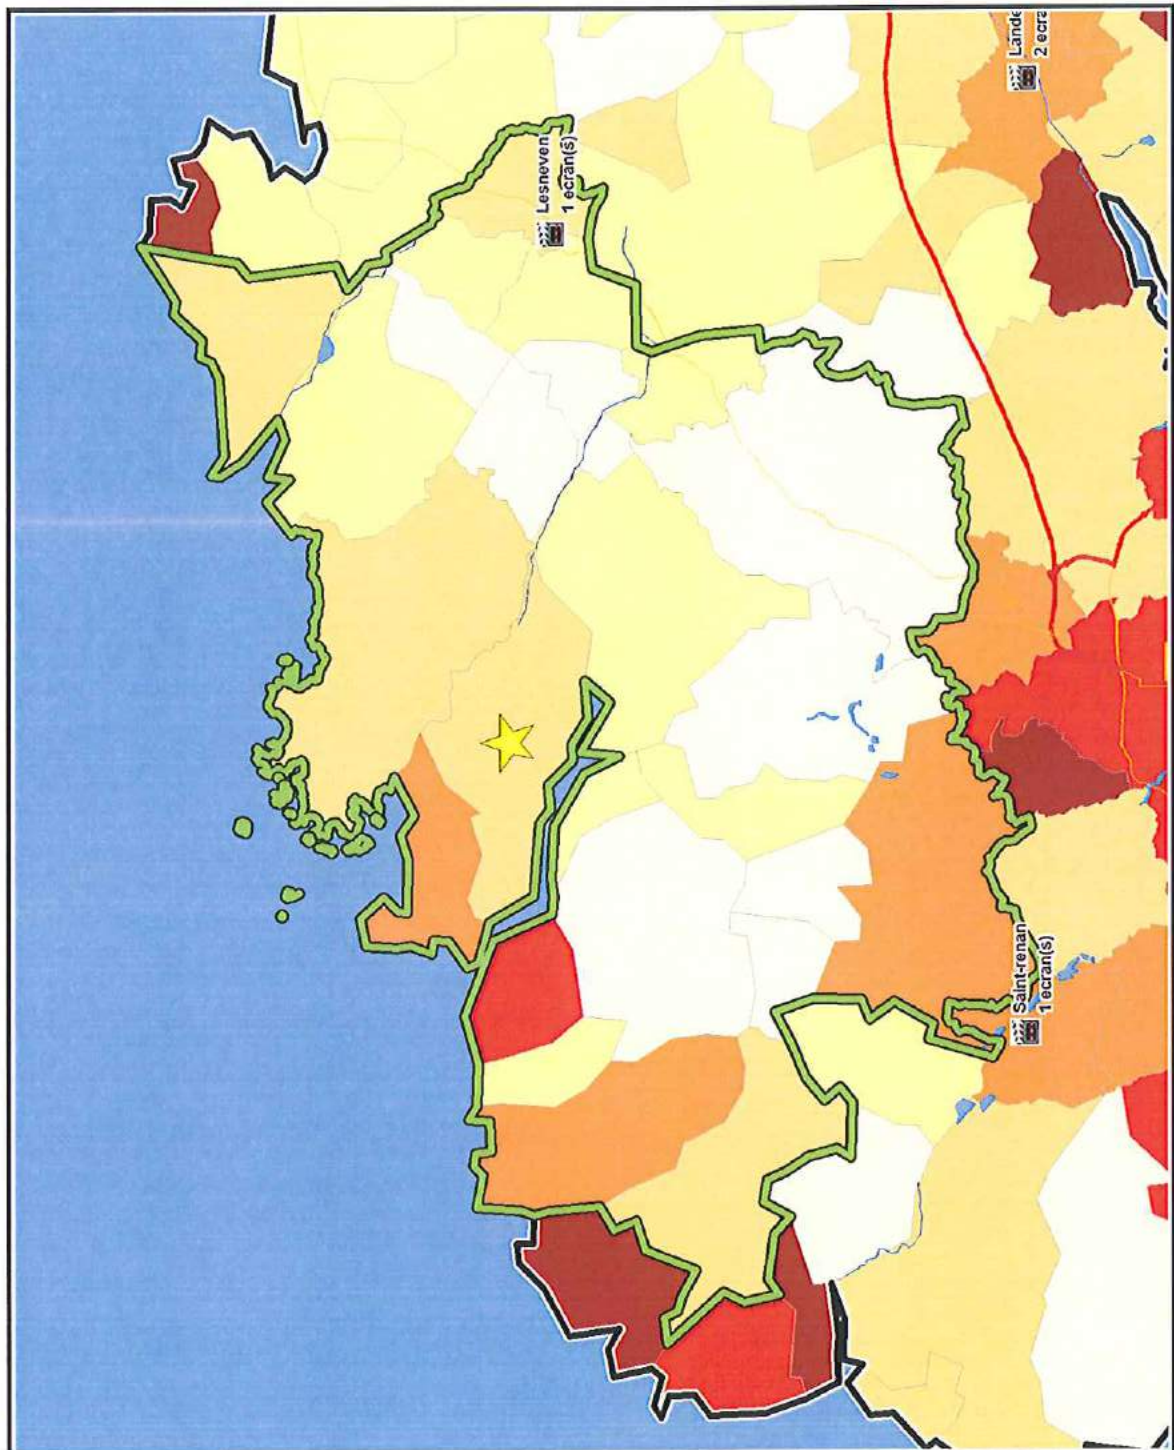 Lesneven
1 ecran(s)
Saint-renan
1 ecran(s)
Lande
2 ecra